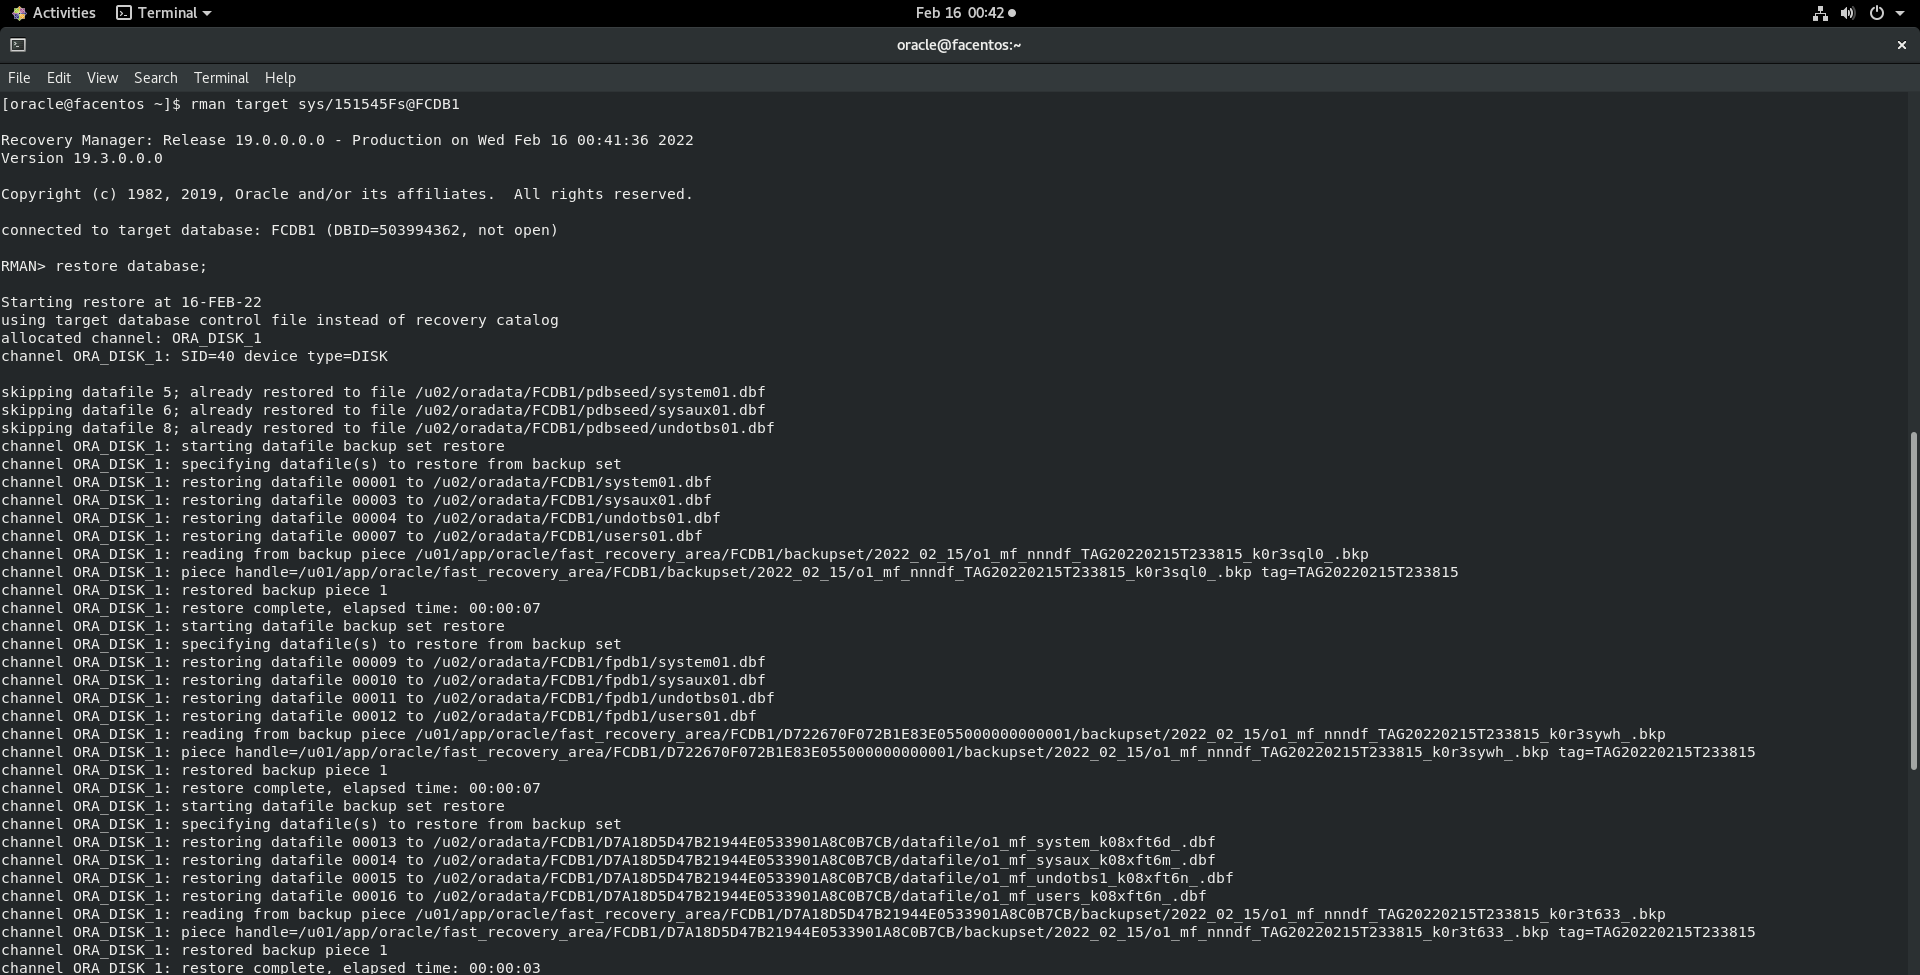 Activities Terminal Feb 16 00:42
oracle@facentos:~
File Edit View Search Terminal Help
[oracle@facentos ~]$ rman target sys/151545Fs@FCDB1
Recovery Manager: Release 19.0.0.0.0 - Production on Wed Feb 16 00:41:36 2022
Version 19.3.0.0.0
Copyright (c) 1982, 2019, Oracle and/or its affiliates.  All rights reserved.
connected to target database: FCDB1 (DBID=503994362, not open)
RMAN> restore database;
Starting restore at 16-FEB-22
using target database control file instead of recovery catalog
allocated channel: ORA_DISK_1
channel ORA_DISK_1: SID=40 device type=DISK
skipping datafile 5; already restored to file /u02/oradata/FCDB1/pdbseed/system01.dbf
skipping datafile 6; already restored to file /u02/oradata/FCDB1/pdbseed/sysaux01.dbf
skipping datafile 8; already restored to file /u02/oradata/FCDB1/pdbseed/undotbs01.dbf
channel ORA_DISK_1: starting datafile backup set restore
channel ORA_DISK_1: specifying datafile(s) to restore from backup set
channel ORA_DISK_1: restoring datafile 00001 to /u02/oradata/FCDB1/system01.dbf
channel ORA_DISK_1: restoring datafile 00003 to /u02/oradata/FCDB1/sysaux01.dbf
channel ORA_DISK_1: restoring datafile 00004 to /u02/oradata/FCDB1/undotbs01.dbf
channel ORA_DISK_1: restoring datafile 00007 to /u02/oradata/FCDB1/users01.dbf
channel ORA_DISK_1: reading from backup piece /u01/app/oracle/fast_recovery_area/FCDB1/backupset/2022_02_15/o1_mf_nnndf_TAG20220215T233815_k0r3sql0_.bkp
channel ORA_DISK_1: piece handle=/u01/app/oracle/fast_recovery_area/FCDB1/backupset/2022_02_15/o1_mf_nnndf_TAG20220215T233815_k0r3sql0_.bkp tag=TAG20220215T233815
channel ORA_DISK_1: restored backup piece 1
channel ORA_DISK_1: restore complete, elapsed time: 00:00:07
channel ORA_DISK_1: starting datafile backup set restore
channel ORA_DISK_1: specifying datafile(s) to restore from backup set
channel ORA_DISK_1: restoring datafile 00009 to /u02/oradata/FCDB1/fpdb1/system01.dbf
channel ORA_DISK_1: restoring datafile 00010 to /u02/oradata/FCDB1/fpdb1/sysaux01.dbf
channel ORA_DISK_1: restoring datafile 00011 to /u02/oradata/FCDB1/fpdb1/undotbs01.dbf
channel ORA_DISK_1: restoring datafile 00012 to /u02/oradata/FCDB1/fpdb1/users01.dbf
channel ORA_DISK_1: reading from backup piece /u01/app/oracle/fast_recovery_area/FCDB1/D722670F072B1E83E055000000000001/backupset/2022_02_15/o1_mf_nnndf_TAG20220215T233815_k0r3sywh_.bkp
channel ORA_DISK_1: piece handle=/u01/app/oracle/fast_recovery_area/FCDB1/D722670F072B1E83E055000000000001/backupset/2022_02_15/o1_mf_nnndf_TAG20220215T233815_k0r3sywh_.bkp tag=TAG20220215T233815
channel ORA_DISK_1: restored backup piece 1
channel ORA_DISK_1: restore complete, elapsed time: 00:00:07
channel ORA_DISK_1: starting datafile backup set restore
channel ORA_DISK_1: specifying datafile(s) to restore from backup set
channel ORA_DISK_1: restoring datafile 00013 to /u02/oradata/FCDB1/D7A18D5D47B21944E0533901A8C0B7CB/datafile/o1_mf_system_k08xft6d_.dbf
channel ORA_DISK_1: restoring datafile 00014 to /u02/oradata/FCDB1/D7A18D5D47B21944E0533901A8C0B7CB/datafile/o1_mf_sysaux_k08xft6m_.dbf
channel ORA_DISK_1: restoring datafile 00015 to /u02/oradata/FCDB1/D7A18D5D47B21944E0533901A8C0B7CB/datafile/o1_mf_undotbs1_k08xft6n_.dbf
channel ORA_DISK_1: restoring datafile 00016 to /u02/oradata/FCDB1/D7A18D5D47B21944E0533901A8C0B7CB/datafile/o1_mf_users_k08xft6n_.dbf
channel ORA_DISK_1: reading from backup piece /u01/app/oracle/fast_recovery_area/FCDB1/D7A18D5D47B21944E0533901A8C0B7CB/backupset/2022_02_15/o1_mf_nnndf_TAG20220215T233815_k0r3t633_.bkp
channel ORA_DISK_1: piece handle=/u01/app/oracle/fast_recovery_area/FCDB1/D7A18D5D47B21944E0533901A8C0B7CB/backupset/2022_02_15/o1_mf_nnndf_TAG20220215T233815_k0r3t633_.bkp tag=TAG20220215T233815
channel ORA_DISK_1: restored backup piece 1
channel ORA_DISK_1: restore complete, elapsed time: 00:00:03